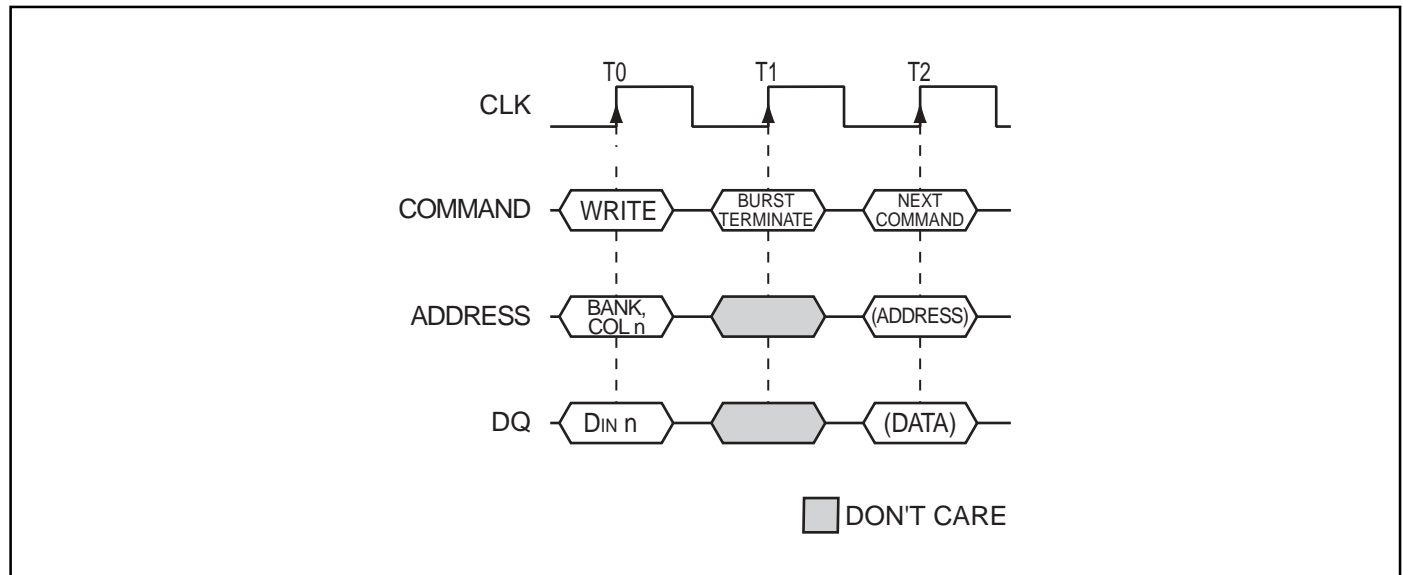 T0 T1 T2
CLK
COMMAND WRITE BURST TERMINATE NEXT COMMAND
ADDRESS BANK, COL n (ADDRESS)
DQ DIN n (DATA)
DON'T CARE